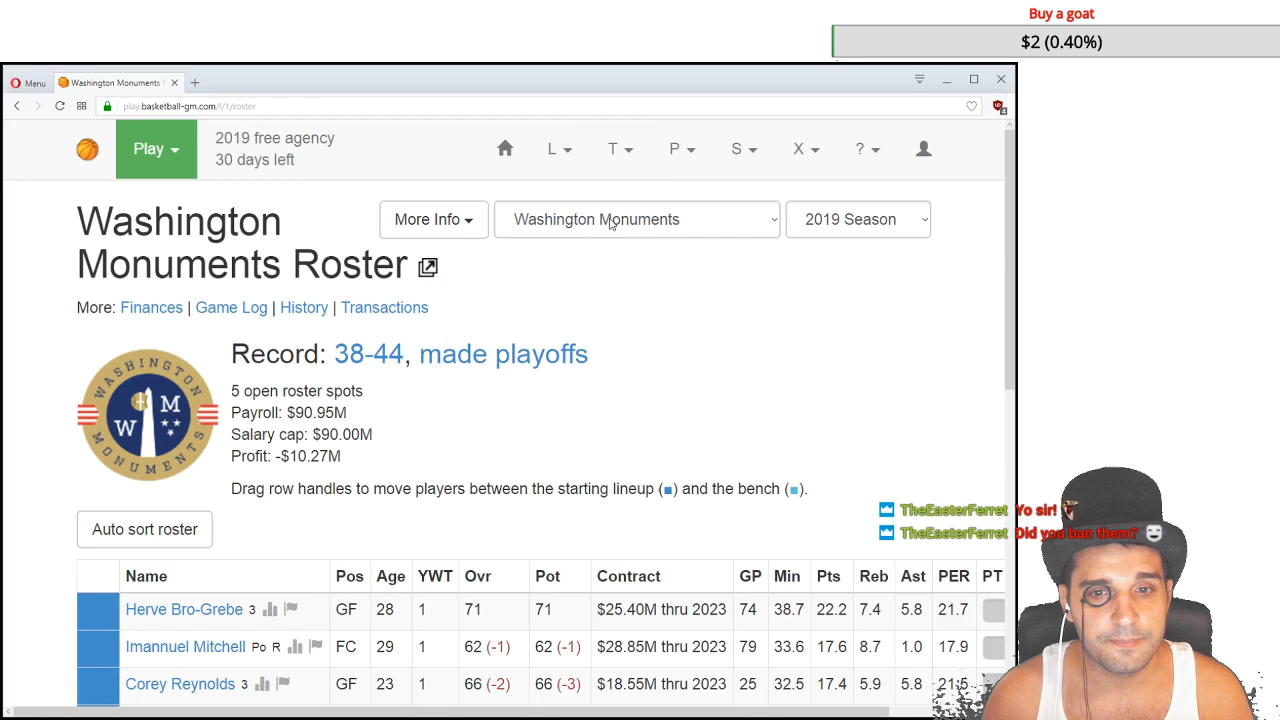 Buy a goat
$2 (0.40%)
Menu
Washington Monuments
play.basketball-gm.com/l/1/roster
4
Play
2019 free agency
30 days left
L T P S X ?
Washington
Monuments Roster
More Info
Washington Monuments
2019 Season
More: Finances | Game Log | History | Transactions
WASHINGTON
W M
MONUMENTS
Record: 38-44, made playoffs
5 open roster spots
Payroll: $90.95M
Salary cap: $90.00M
Profit: -$10.27M
Drag row handles to move players between the starting lineup (■) and the bench (■).
TheEasterFerret Yo sir!
TheEasterFerret Did you ban them?
Auto sort roster
Name Pos Age YWT Ovr Pot Contract GP Min Pts Reb Ast PER PT
Herve Bro-Grebe 3 GF 28 1 71 71 $25.40M thru 2023 74 38.7 22.2 7.4 5.8 21.7
Imannuel Mitchell Po R FC 29 1 62 (-1) 62 (-1) $28.85M thru 2023 79 33.6 17.6 8.7 1.0 17.9
Corey Reynolds 3 GF 23 1 66 (-2) 66 (-3) $18.55M thru 2023 25 32.5 17.4 5.9 5.8 21.5